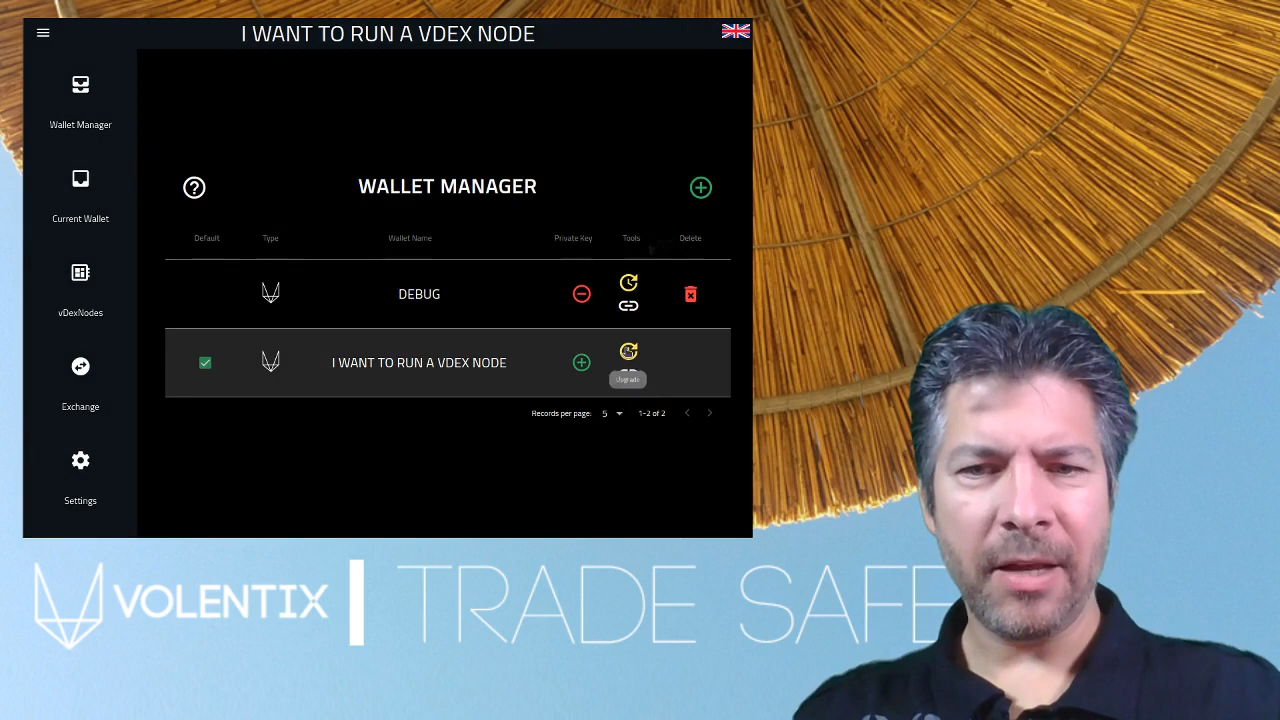 I WANT TO RUN A VDEX NODE
Wallet Manager
Current Wallet
vDexNodes
Exchange
Settings
WALLET MANAGER
Default Type Wallet Name Private Key Tools Delete
DEBUG
I WANT TO RUN A VDEX NODE
Upgrade
Records per page: 5 1-2 of 2
VOLENTIX TRADE SAFE